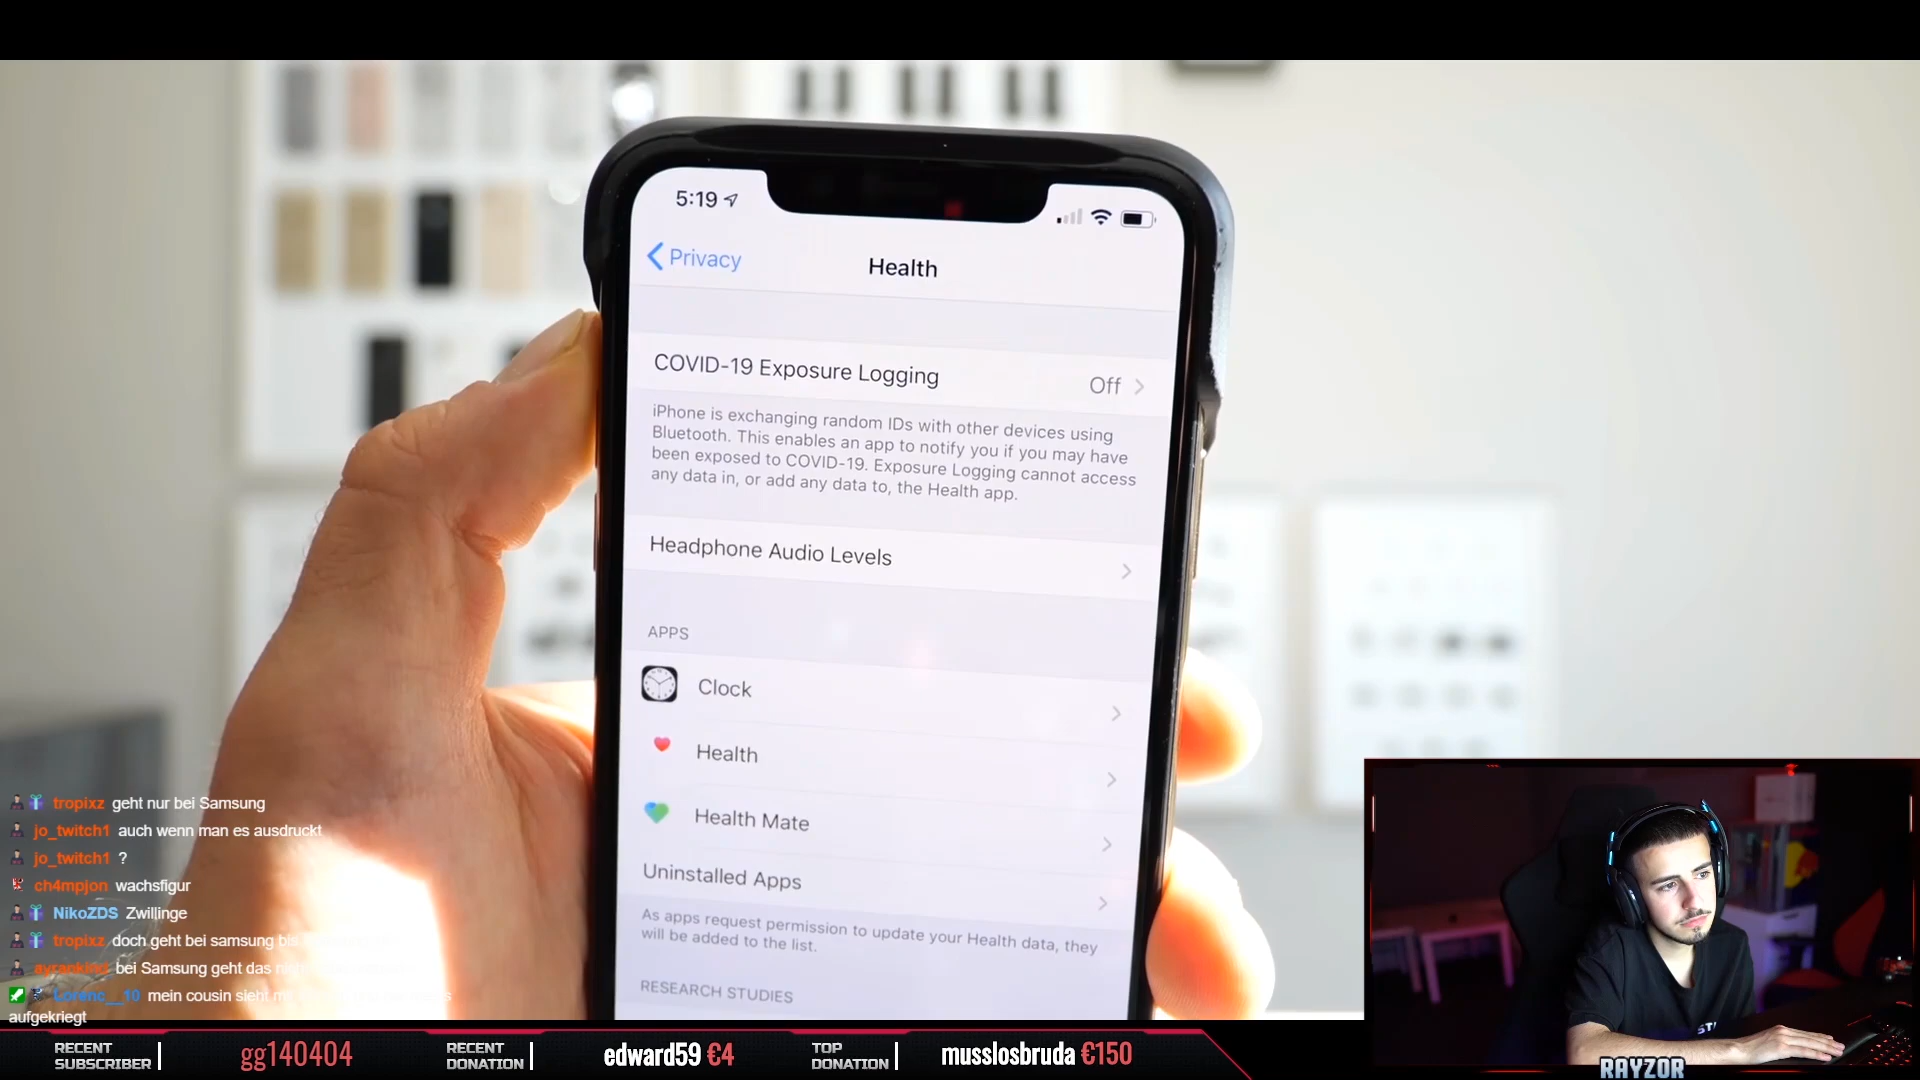 5:19
Privacy
Health
COVID-19 Exposure Logging
Off
iPhone is exchanging random IDs with other devices using
Bluetooth. This enables an app to notify you if you may have
been exposed to COVID-19. Exposure Logging cannot access
any data in, or add any data to, the Health app.
Headphone Audio Levels
APPS
Clock
Health
Health Mate
Uninstalled Apps
As apps request permission to update your Health data, they
will be added to the list.
RESEARCH STUDIES
tropixz geht nur bei Samsung
jo_twitch1 auch wenn man es ausdruckt
jo_twitch1 ?
ch4mpjon wachsfigur
NikoZDS Zwillinge
tropixz doch geht bei samsung bis
bei Samsung geht das
Lorenc__10 mein cousin sieht
aufgekriegt
RECENT
SUBSCRIBER
gg140404
RECENT
DONATION
edward59 €4
TOP
DONATION
musslosbruda €150
RAYZOR